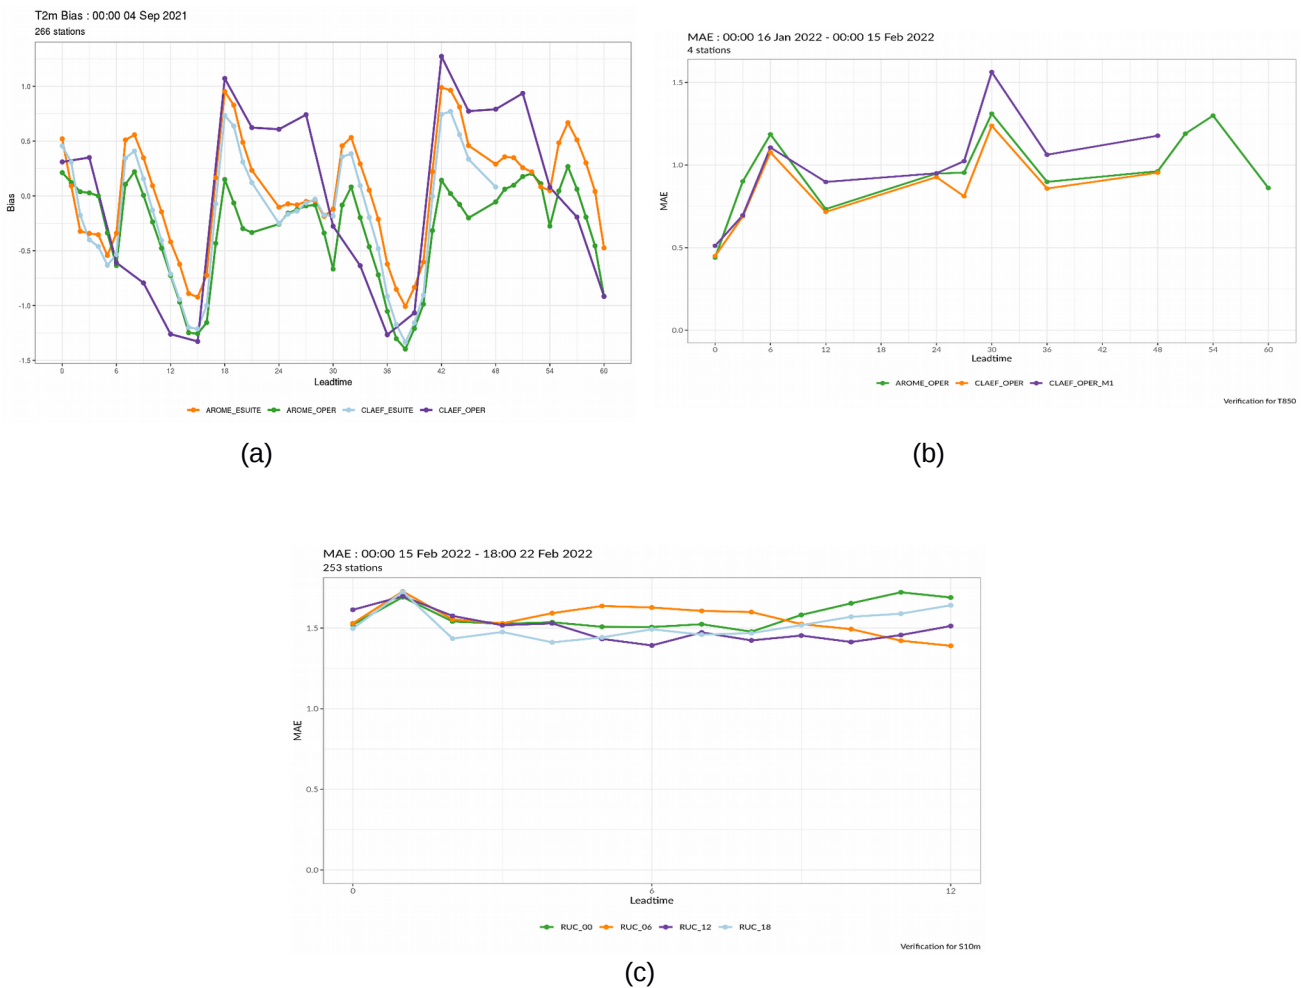 T2m Bias : 00:00 04 Sep 2021
266 stations
Bias
1.0
0.5
0.0
-0.5
-1.0
-1.5
0 6 12 18 24 30 36 42 48 54 60
Leadtime
AROME_ESUITE AROME_OPER CLAEF_ESUITE CLAEF_OPER
(a)
MAE : 00:00 16 Jan 2022 - 00:00 15 Feb 2022
4 stations
MAE
1.5
1.0
0.5
0.0
0 6 12 18 24 30 36 42 48 54 60
Leadtime
AROME_OPER CLAEF_OPER CLAEF_OPER_M1
Verification for T850
(b)
MAE : 00:00 15 Feb 2022 - 18:00 22 Feb 2022
253 stations
MAE
1.5
1.0
0.5
0.0
0 6 12
Leadtime
RUC_00 RUC_06 RUC_12 RUC_18
Verification for S10m
(c)